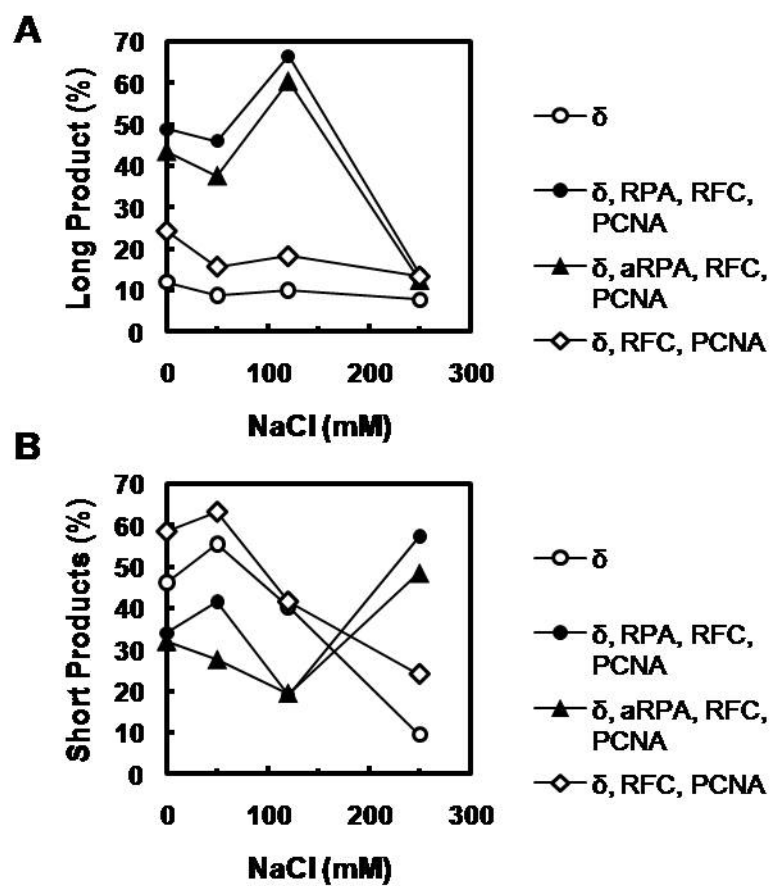 A
Long Product (%)
70
60
50
40
30
20
10
0
0 100 200 300
NaCl (mM)
δ
δ, RPA, RFC,
PCNA
δ, aRPA, RFC,
PCNA
δ, RFC, PCNA
B
Short Products (%)
70
60
50
40
30
20
10
0
0 100 200 300
NaCl (mM)
δ
δ, RPA, RFC,
PCNA
δ, aRPA, RFC,
PCNA
δ, RFC, PCNA